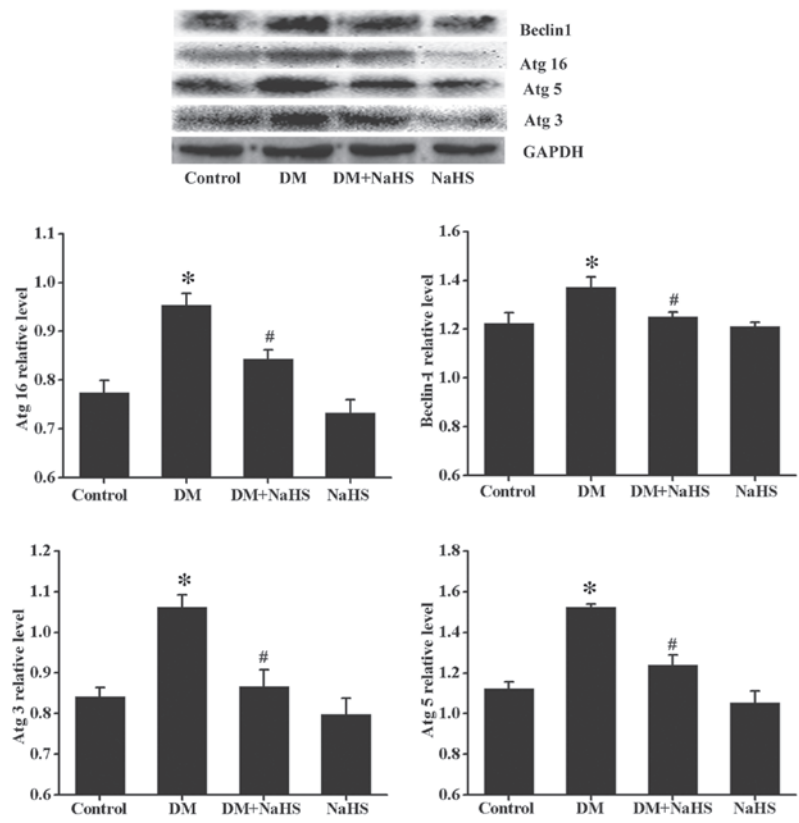 Beclin1
Atg 16
Atg 5
Atg 3
GAPDH
Control DM DM+NaHS NaHS
Atg 16 relative level
1.1
1.0
0.9
0.8
0.7
0.6
*
#
Control DM DM+NaHS NaHS
Beclin-1 relative level
1.6
1.4
1.2
1.0
0.8
0.6
*
#
Control DM DM+NaHS NaHS
Atg 3 relative level
1.2
1.1
1.0
0.9
0.8
0.7
0.6
*
#
Control DM DM+NaHS NaHS
Atg 5 relative level
1.8
1.6
1.4
1.2
1.0
0.8
0.6
*
#
Control DM DM+NaHS NaHS